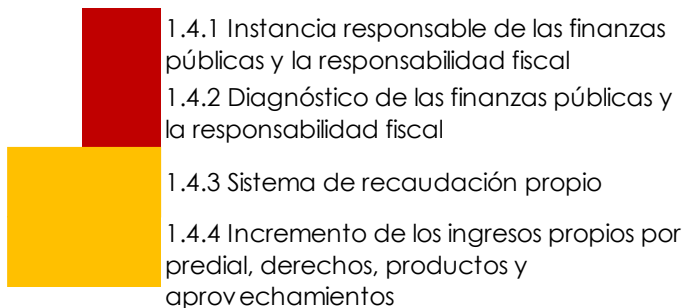 1.4.1 Instancia responsable de las finanzas
públicas y la responsabilidad fiscal
1.4.2 Diagnóstico de las finanzas públicas y
la responsabilidad fiscal
1.4.3 Sistema de recaudación propio
1.4.4 Incremento de los ingresos propios por
predial, derechos, productos y
aprovechamientos